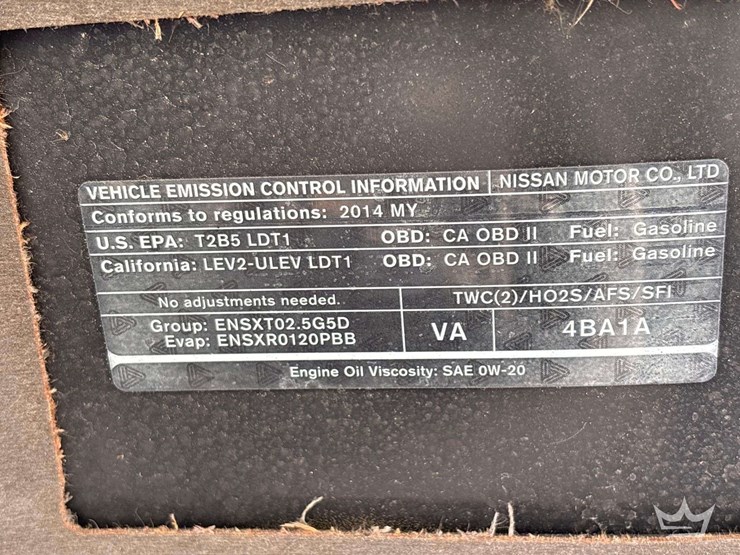 VEHICLE EMISSION CONTROL INFORMATION | NISSAN MOTOR CO., LTD
Conforms to regulations: 2014 MY
U.S. EPA: T2B5 LDT1 OBD: CA OBD II Fuel: Gasoline
California: LEV2-ULEV LDT1 OBD: CA OBD II Fuel: Gasoline
No adjustments needed. TWC(2)/HO2S/AFS/SFI
Group: ENSXT02.5G5D
Evap: ENSXR0120PBB
VA 4BA1A
Engine Oil Viscosity: SAE 0W-20